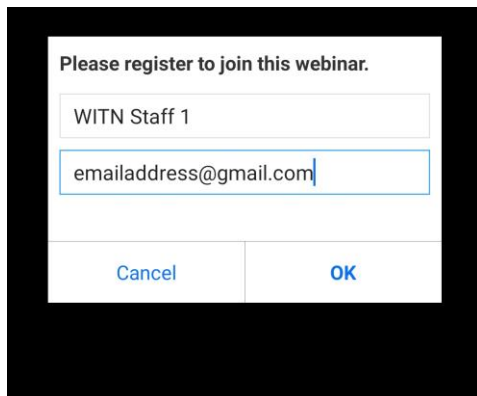 Please register to join this webinar.
WITN Staff 1
emailaddress@gmail.com
Cancel
OK